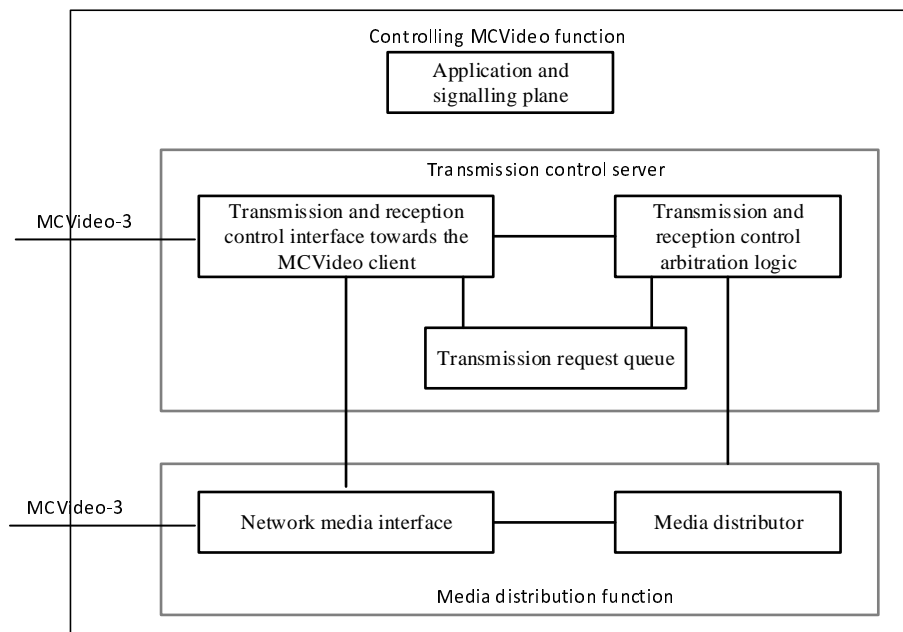 Controlling MCVideo function
Application and
signalling plane
Transmission control server
MCVideo-3
Transmission and reception
control interface towards the
MCVideo client
Transmission and
reception control
arbitration logic
Transmission request queue
MCVideo-3
Network media interface
Media distributor
Media distribution function